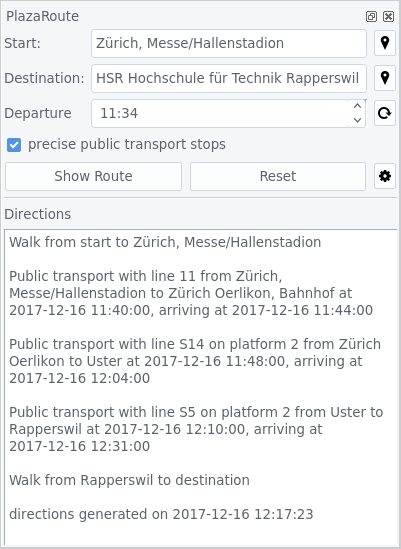 PlazaRoute
Start:
Zürich, Messe/Hallenstadion
Destination:
HSR Hochschule für Technik Rapperswil
Departure
11:34
precise public transport stops
Show Route
Reset
Directions
Walk from start to Zürich, Messe/Hallenstadion
Public transport with line 11 from Zürich,
Messe/Hallenstadion to Zürich Oerlikon, Bahnhof at
2017-12-16 11:40:00, arriving at 2017-12-16 11:44:00
Public transport with line S14 on platform 2 from Zürich
Oerlikon to Uster at 2017-12-16 11:48:00, arriving at
2017-12-16 12:04:00
Public transport with line S5 on platform 2 from Uster to
Rapperswil at 2017-12-16 12:10:00, arriving at
2017-12-16 12:31:00
Walk from Rapperswil to destination
directions generated on 2017-12-16 12:17:23